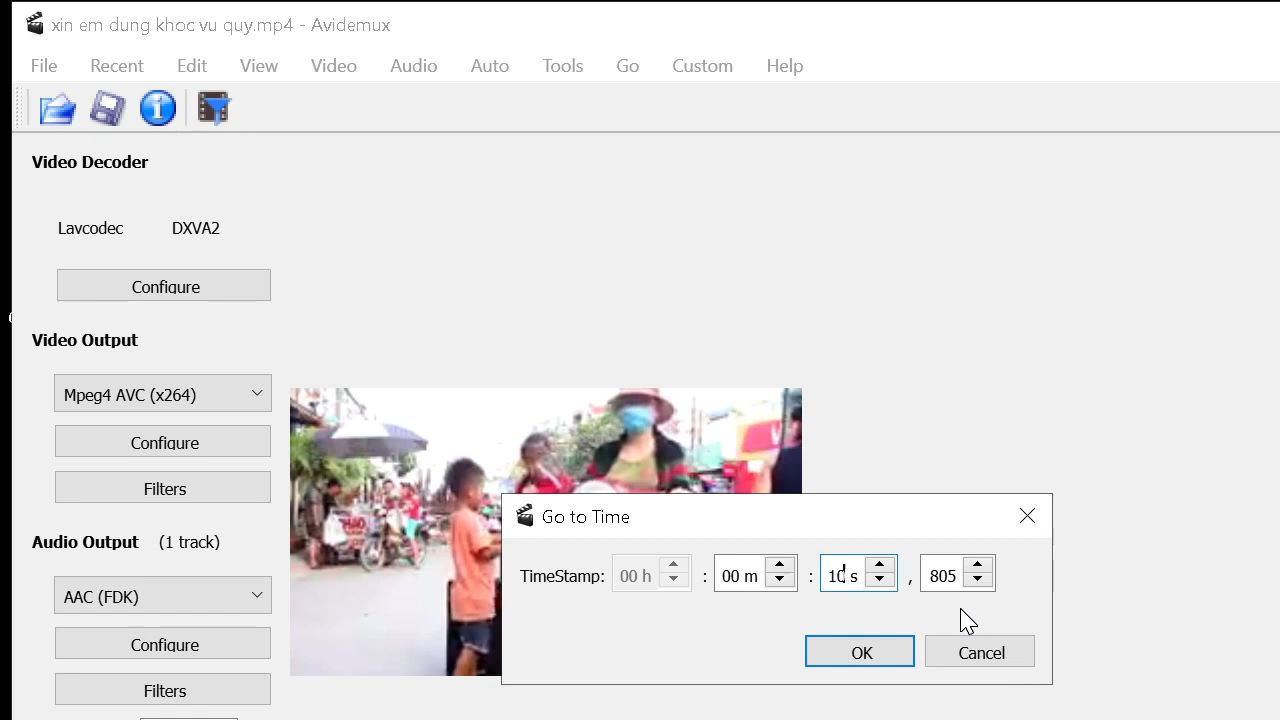 xin em dung khoc vu quy.mp4 - Avidemux
File Recent Edit View Video Audio Auto Tools Go Custom Help
Video Decoder
Lavcodec DXVA2
Configure
Video Output
Mpeg4 AVC (x264)
Configure
Filters
Audio Output (1 track)
AAC (FDK)
Configure
Filters
Go to Time
TimeStamp: 00 h : 00 m : 10 s , 805
OK Cancel